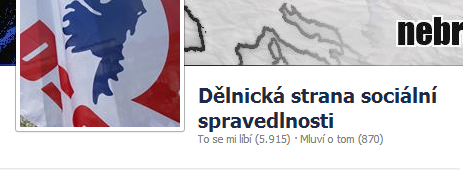 nebr
Dělnická strana sociální
spravedlnosti
To se mi líbí (5.915) · Mluví o tom (870)